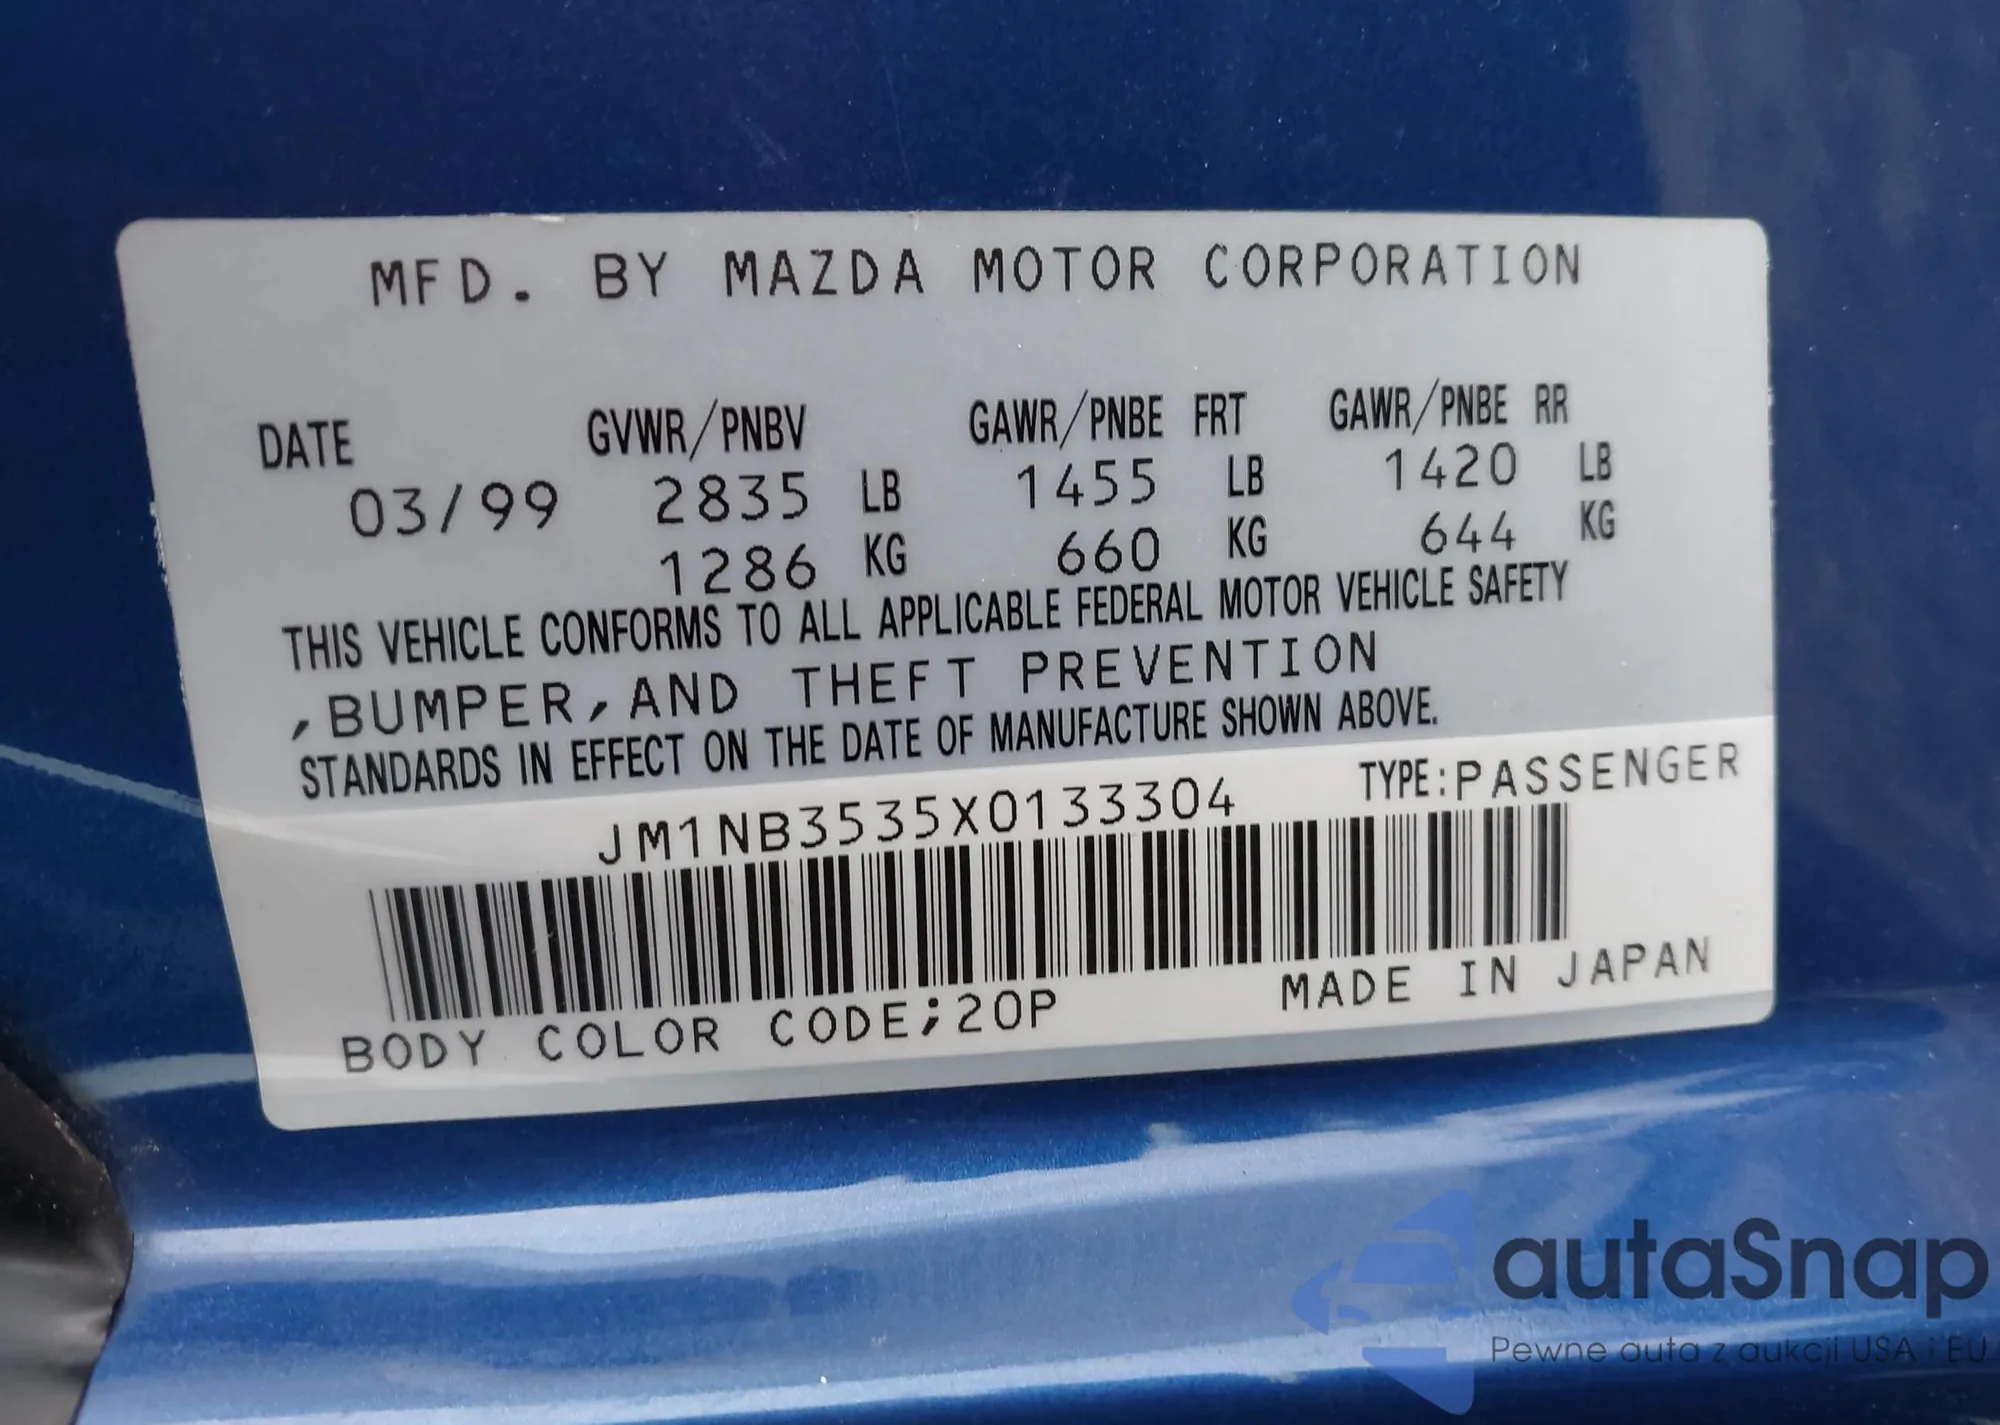 MFD. BY MAZDA MOTOR CORPORATION
DATE GVWR/PNBV GAWR/PNBE FRT GAWR/PNBE RR
03/99 2835 LB 1455 LB 1420 LB
1286 KG 660 KG 644 KG
THIS VEHICLE CONFORMS TO ALL APPLICABLE FEDERAL MOTOR VEHICLE SAFETY
,BUMPER,AND THEFT PREVENTION
STANDARDS IN EFFECT ON THE DATE OF MANUFACTURE SHOWN ABOVE.
JM1NB3535X0133304 TYPE:PASSENGER
BODY COLOR CODE;20P MADE IN JAPAN
autaSnap
Pewne auta z aukcji USA i EU